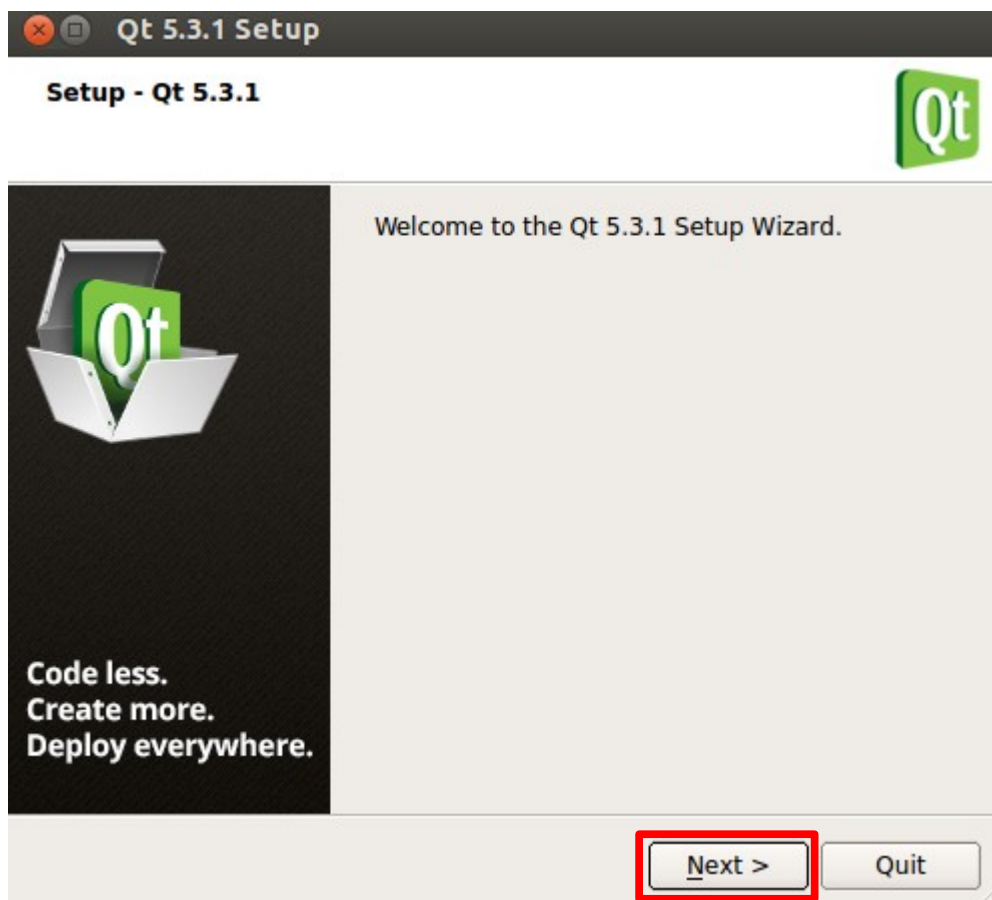 Qt 5.3.1 Setup
Setup - Qt 5.3.1
Qt
Welcome to the Qt 5.3.1 Setup Wizard.
Qt
Code less.
Create more.
Deploy everywhere.
Next >
Quit